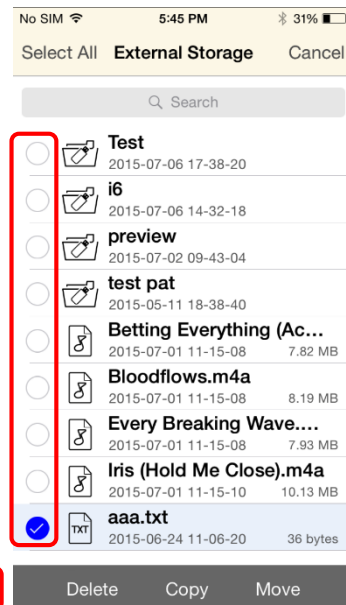 No SIM 5:45 PM 31%
Select All External Storage Cancel
Search
Test
2015-07-06 17-38-20
i6
2015-07-06 14-32-18
preview
2015-07-02 09-43-04
test pat
2015-05-11 18-38-40
Betting Everything (Ac...
2015-07-01 11-15-08 7.82 MB
Bloodflows.m4a
2015-07-01 11-15-08 8.19 MB
Every Breaking Wave....
2015-07-01 11-15-08 7.93 MB
Iris (Hold Me Close).m4a
2015-07-01 11-15-10 10.13 MB
aaa.txt
TXT
2015-06-24 11-06-20 36 bytes
Delete Copy Move